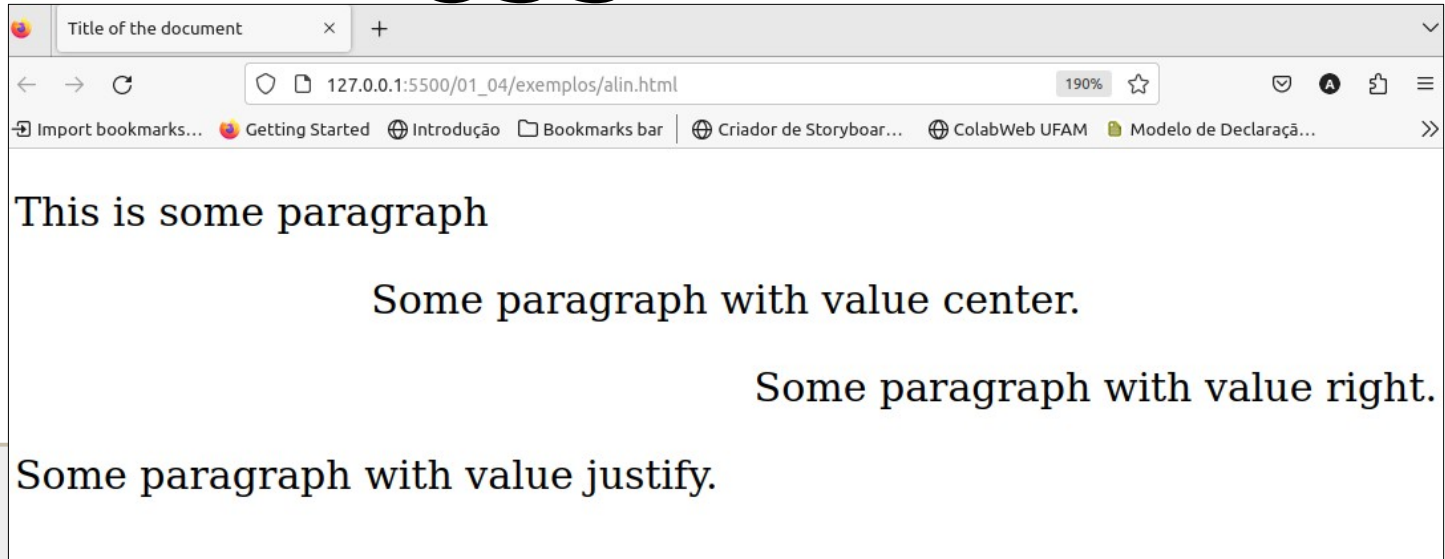 Title of the document
127.0.0.1:5500/01_04/exemplos/alin.html 190%
Import bookmarks... Getting Started Introdução Bookmarks bar Criador de Storyboar... ColabWeb UFAM Modelo de Declaraçã...
This is some paragraph
Some paragraph with value center.
Some paragraph with value right.
Some paragraph with value justify.